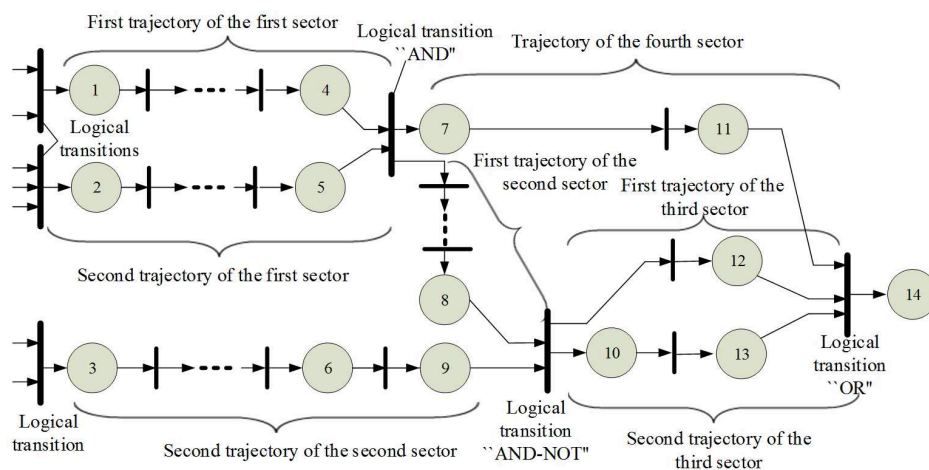 First trajectory of the first sector
Logical transition
``AND"
Trajectory of the fourth sector
1
4
7
11
Logical
transitions
2
5
First trajectory of the
second sector
First trajectory of the
third sector
Second trajectory of the first sector
8
12
14
3
6
9
10
13
Logical
transition
``OR"
Logical
transition
Second trajectory of the second sector
Logical
transition
``AND-NOT"
Second trajectory of the
third sector